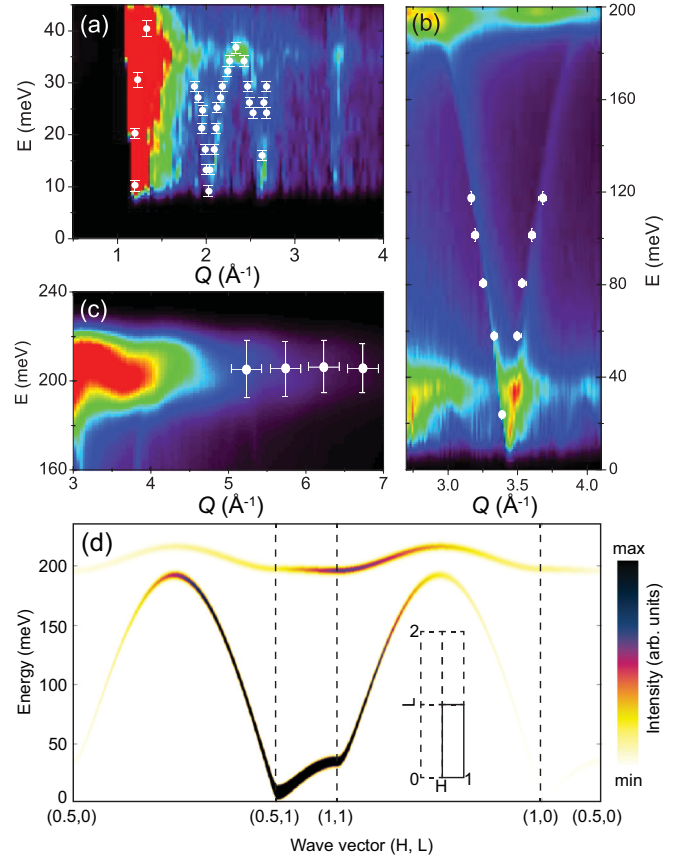 (a)
E (meV)
40
30
20
10
0
1 2 3 4
Q (Å-1)
(b)
200
160
120
80
40
0
E (meV)
3.0 3.5 4.0
Q (Å-1)
(c)
E (meV)
240
200
160
3 4 5 6 7
Q (Å-1)
(d)
Energy (meV)
200
150
100
50
0
2
L
0
H 1
(0.5,0) (0.5,1) (1,1) (1,0) (0.5,0)
Wave vector (H, L)
max
Intensity (arb. units)
min